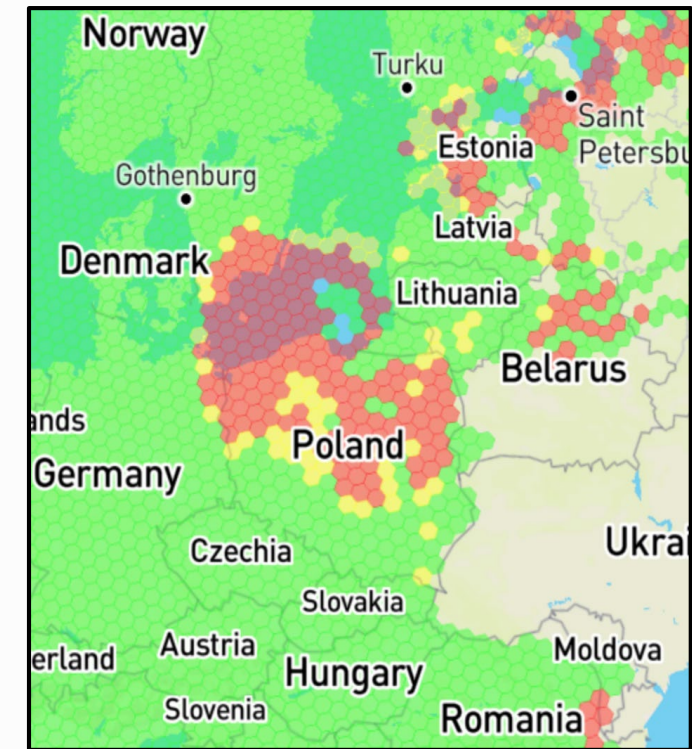 Norway
Turku
Saint
Petersbu
Estonia
Gothenburg
Latvia
Denmark
Lithuania
Belarus
ands
Poland
Germany
Ukrai
Czechia
Slovakia
Austria
Moldova
erland
Hungary
Slovenia
Romania